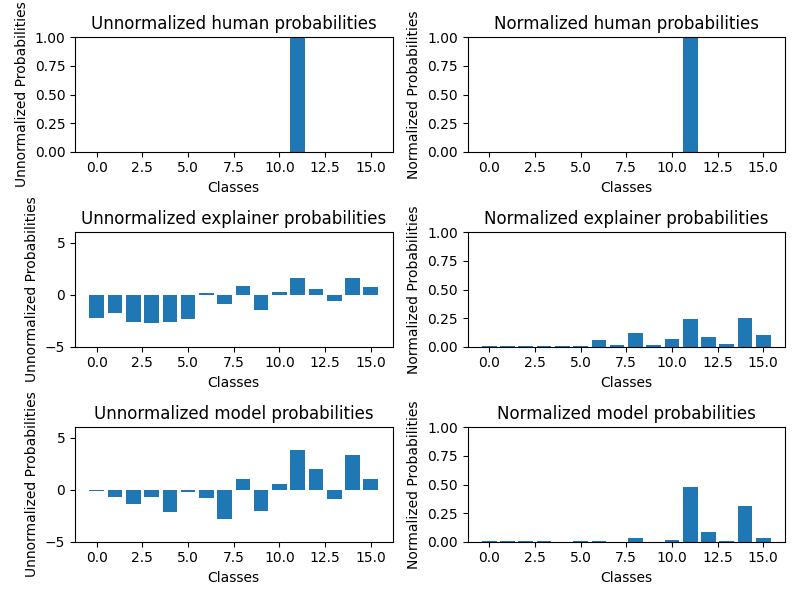 Unnormalized human probabilities
Normalized human probabilities
Unnormalized Probabilities
1.00
0.75
0.50
0.25
0.00
0.0 2.5 5.0 7.5 10.0 12.5 15.0
Classes
Normalized Probabilities
1.00
0.75
0.50
0.25
0.00
0.0 2.5 5.0 7.5 10.0 12.5 15.0
Classes
Unnormalized explainer probabilities
Normalized explainer probabilities
Unnormalized Probabilities
5
0
−5
0.0 2.5 5.0 7.5 10.0 12.5 15.0
Classes
Normalized Probabilities
1.00
0.75
0.50
0.25
0.00
0.0 2.5 5.0 7.5 10.0 12.5 15.0
Classes
Unnormalized model probabilities
Normalized model probabilities
Unnormalized Probabilities
5
0
−5
0.0 2.5 5.0 7.5 10.0 12.5 15.0
Classes
Normalized Probabilities
1.00
0.75
0.50
0.25
0.00
0.0 2.5 5.0 7.5 10.0 12.5 15.0
Classes